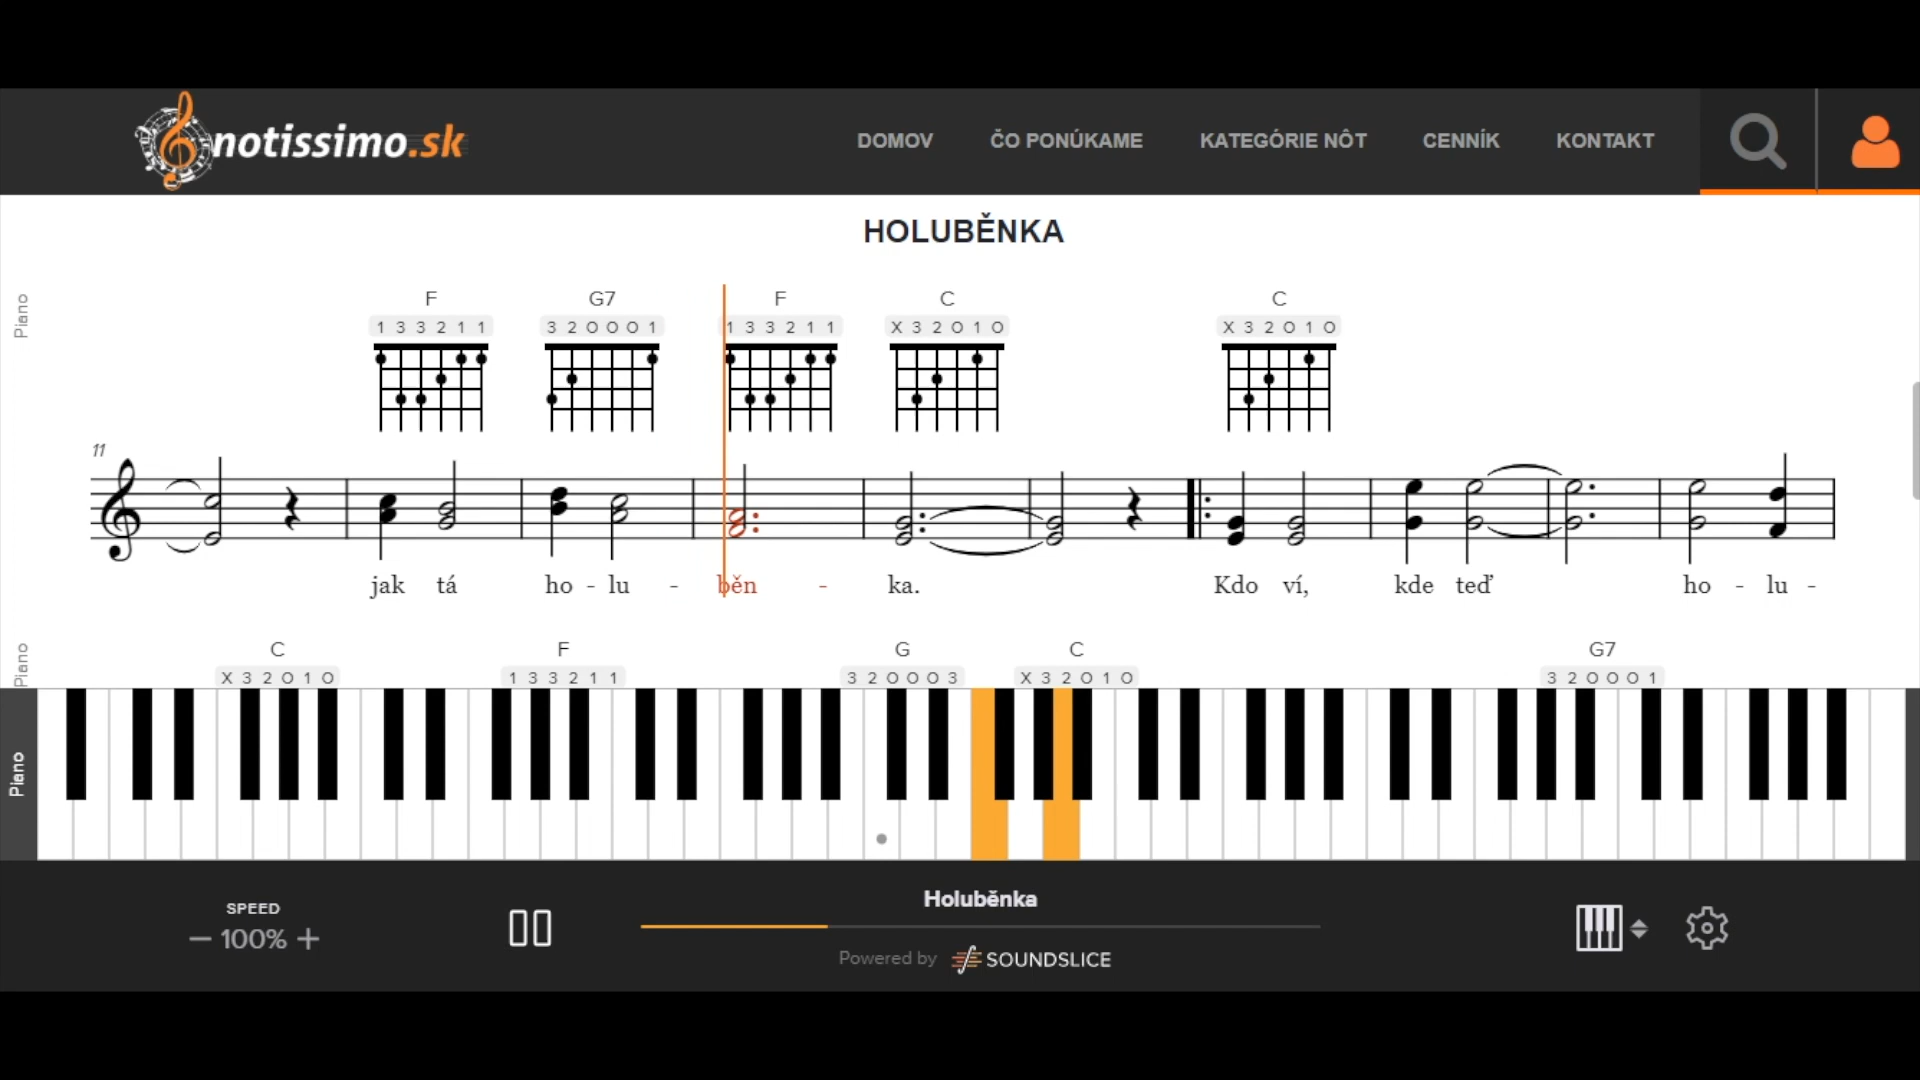 notissimo.sk
DOMOV ČO PONÚKAME KATEGÓRIE NÔT CENNÍK KONTAKT
HOLUBĚNKA
Piano
F G7 F C C
1 3 3 2 1 1 3 2 0 0 0 1 1 3 3 2 1 1 X 3 2 0 1 0 X 3 2 0 1 0
11
jak tá ho - lu - běn - ka. Kdo ví, kde teď ho - lu -
Piano
C F G C G7
X 3 2 0 1 0 1 3 3 2 1 1 3 2 0 0 0 3 X 3 2 0 1 0 3 2 0 0 0 1
Piano
Holuběnka
SPEED
— 100% +
Powered by SOUNDSLICE